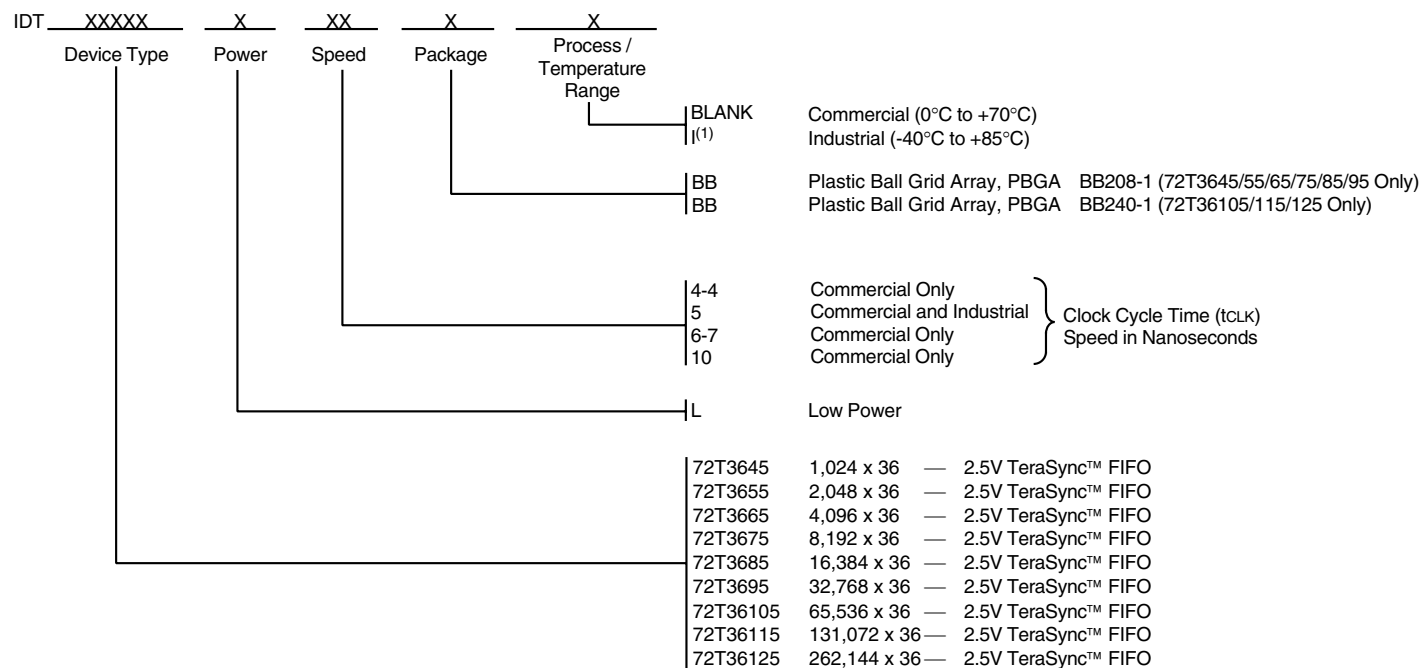 IDT XXXXX X XX X X
Device Type Power Speed Package Process / Temperature Range
BLANK Commercial (0°C to +70°C)
I(1) Industrial (-40°C to +85°C)
BB Plastic Ball Grid Array, PBGA BB208-1 (72T3645/55/65/75/85/95 Only)
BB Plastic Ball Grid Array, PBGA BB240-1 (72T36105/115/125 Only)
4-4 Commercial Only
5 Commercial and Industrial
6-7 Commercial Only
10 Commercial Only
Clock Cycle Time (tCLK)
Speed in Nanoseconds
L Low Power
72T3645 1,024 x 36 — 2.5V TeraSync™ FIFO
72T3655 2,048 x 36 — 2.5V TeraSync™ FIFO
72T3665 4,096 x 36 — 2.5V TeraSync™ FIFO
72T3675 8,192 x 36 — 2.5V TeraSync™ FIFO
72T3685 16,384 x 36 — 2.5V TeraSync™ FIFO
72T3695 32,768 x 36 — 2.5V TeraSync™ FIFO
72T36105 65,536 x 36 — 2.5V TeraSync™ FIFO
72T36115 131,072 x 36 — 2.5V TeraSync™ FIFO
72T36125 262,144 x 36 — 2.5V TeraSync™ FIFO